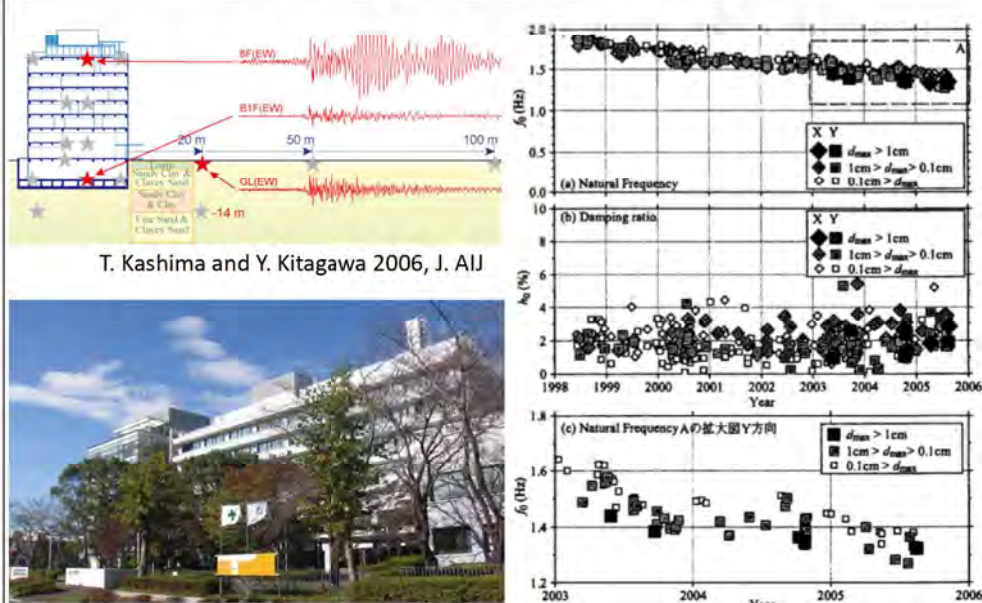 8F(EW)
B1F(EW)
20 m
50 m
100 m
GL(EW)
Loam
Sandy Clay &
Clayey Sand
Sandy Clay
& Clay
Fine Sand &
Clayey Sand
-14 m
T. Kashima and Y. Kitagawa 2006, J. AIJ
2.0
1.5
1.0
0.5
0.0
f₀ (Hz)
A
X Y
dmax > 1cm
1cm > dmax > 0.1cm
0.1cm > dmax
(a) Natural Frequency
(b) Damping ratio
10
8
6
4
2
0
h₀ (%)
X Y
dmax > 1cm
1cm > dmax > 0.1cm
0.1cm > dmax
1998 1999 2000 2001 2002 2003 2004 2005 2006
Year
(c) Natural Frequency Aの拡大図Y方向
1.8
1.6
1.4
1.2
f₀ (Hz)
dmax > 1cm
1cm > dmax > 0.1cm
0.1cm > dmax
2003 2004 2005 2006
Year